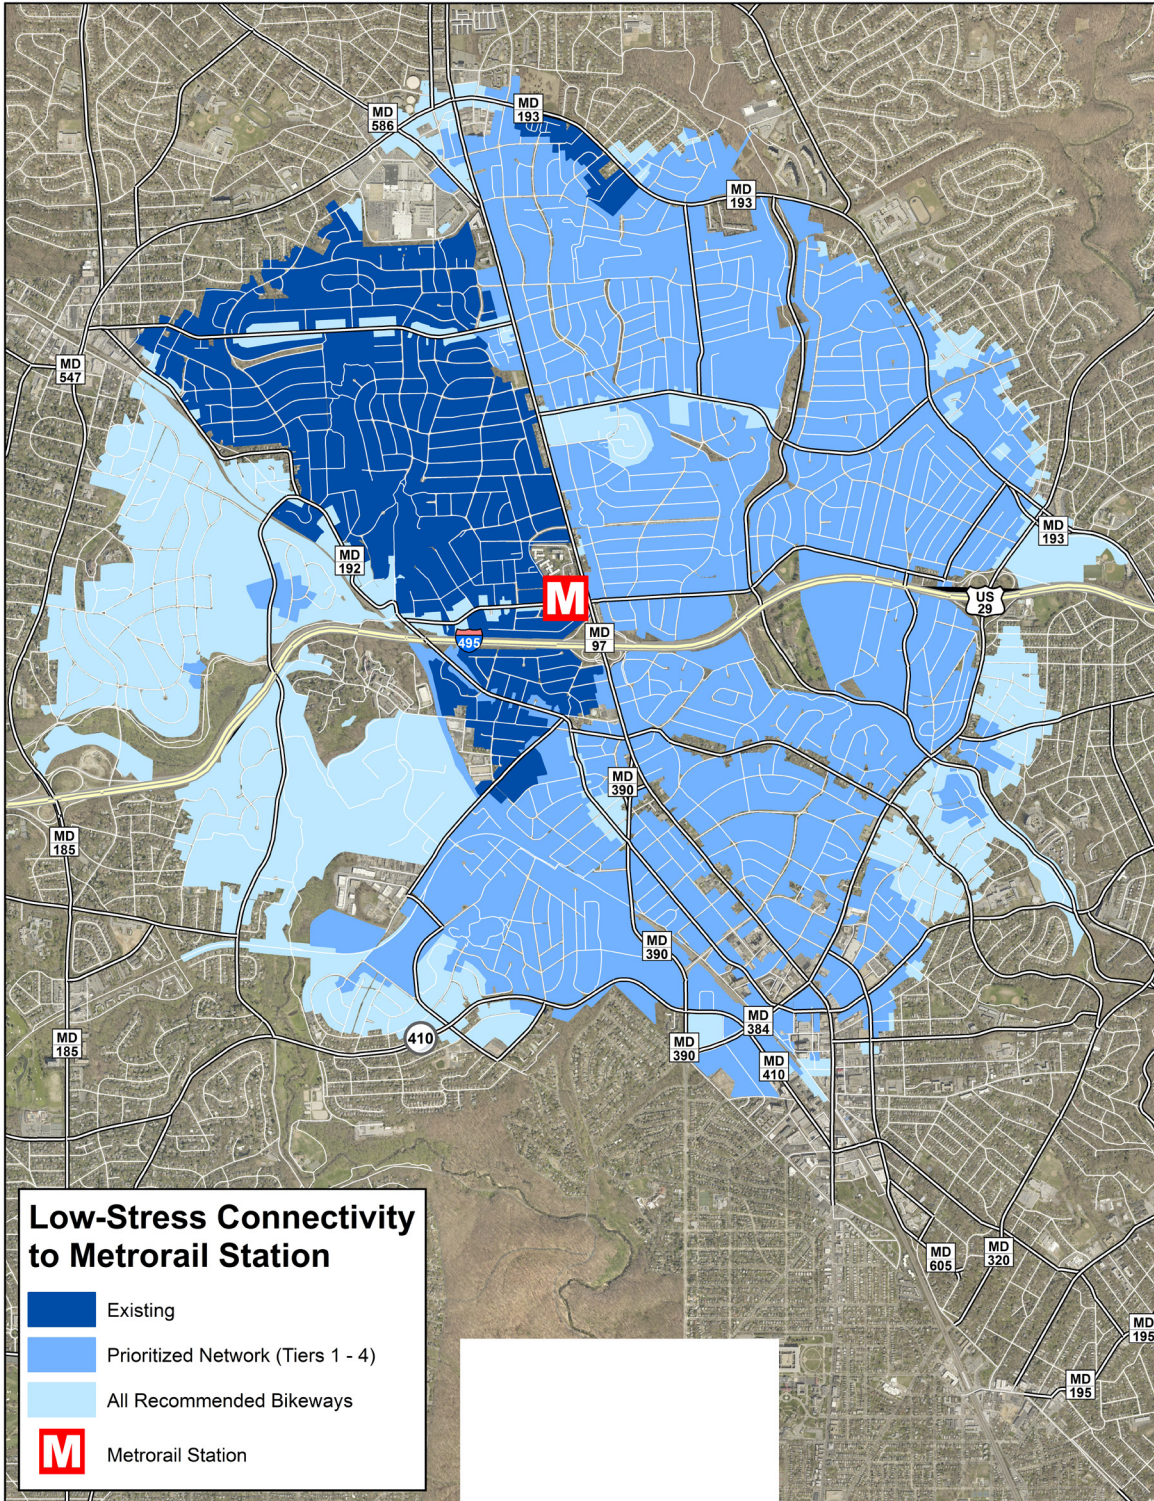 MD
586
MD
193
MD
193
MD
547
MD
193
MD
192
US
29
M
495
MD
97
MD
390
MD
185
MD
390
MD
384
MD
185
410
MD
390
MD
410
Low-Stress Connectivity
to Metrorail Station
Existing
Prioritized Network (Tiers 1 - 4)
All Recommended Bikeways
M
Metrorail Station
MD
605
MD
320
MD
195
MD
195